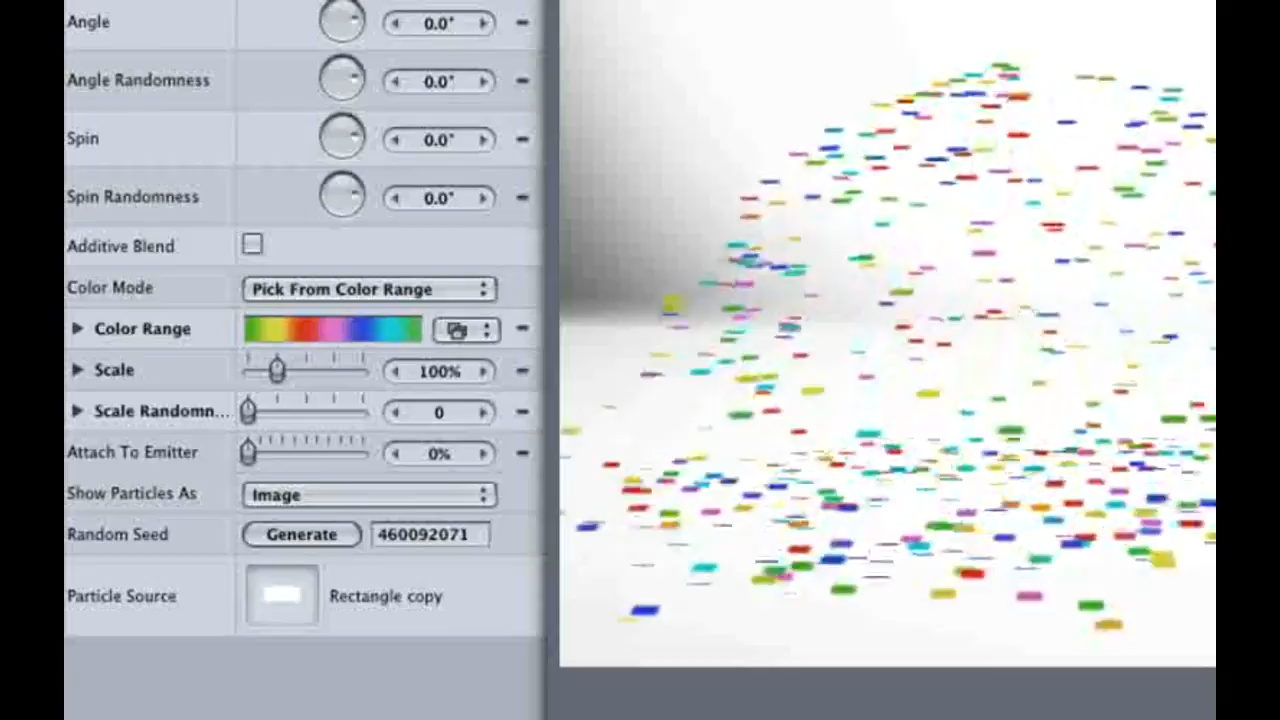 Angle 0.0°
Angle Randomness 0.0°
Spin 0.0°
Spin Randomness 0.0°
Additive Blend
Color Mode Pick From Color Range
Color Range
Scale 100%
Scale Randomn... 0
Attach To Emitter 0%
Show Particles As Image
Random Seed Generate 460092071
Particle Source Rectangle copy